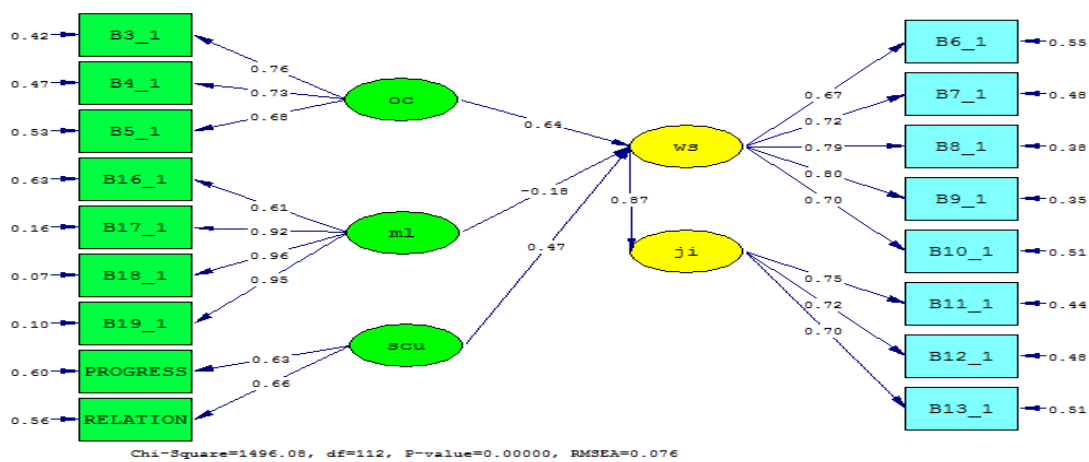 0.42 B3_1
0.47 B4_1
0.53 B5_1
0.63 B16_1
0.16 B17_1
0.07 B18_1
0.10 B19_1
0.60 PROGRESS
0.56 RELATION
0.76
0.73
0.68
oc
0.61
0.92
0.96
0.95
ml
0.63
0.66
scu
0.64
-0.18
0.47
ws
0.87
ji
0.67
0.72
0.79
0.80
0.70
0.75
0.72
0.70
B6_1 0.55
B7_1 0.48
B8_1 0.38
B9_1 0.35
B10_1 0.51
B11_1 0.44
B12_1 0.48
B13_1 0.51
Chi-Square=1496.08, df=112, P-value=0.00000, RMSEA=0.076